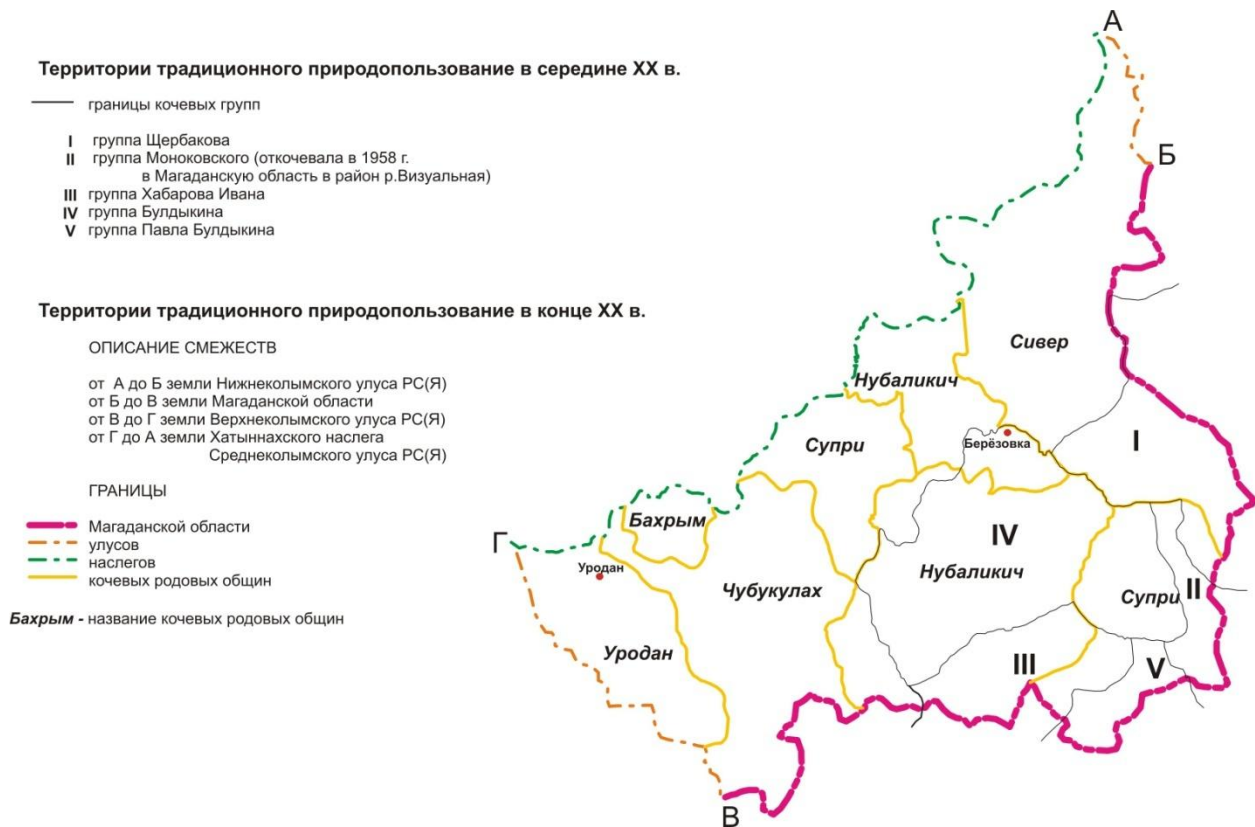 Территории традиционного природопользование в середине XX в.
границы кочевых групп
I группа Щербакова
II группа Моноковского (откочевала в 1958 г.
в Магаданскую область в район р.Визуальная)
III группа Хабарова Ивана
IV группа Булдыкина
V группа Павла Булдыкина
Территории традиционного природопользование в конце XX в.
ОПИСАНИЕ СМЕЖЕСТВ
от А до Б земли Нижнеколымского улуса РС(Я)
от Б до В земли Магаданской области
от В до Г земли Верхнеколымского улуса РС(Я)
от Г до А земли Хатыннахского наслега
Среднеколымского улуса РС(Я)
ГРАНИЦЫ
Магаданской области
улусов
наслегов
кочевых родовых общин
Бахрым - название кочевых родовых общин
А
Б
Сивер
Нубаликич
Берёзовка
I
Супри
Бахрым
Г
Уродан
IV
Нубаликич
Чубукулах
Супри
II
Уродан
III
V
В